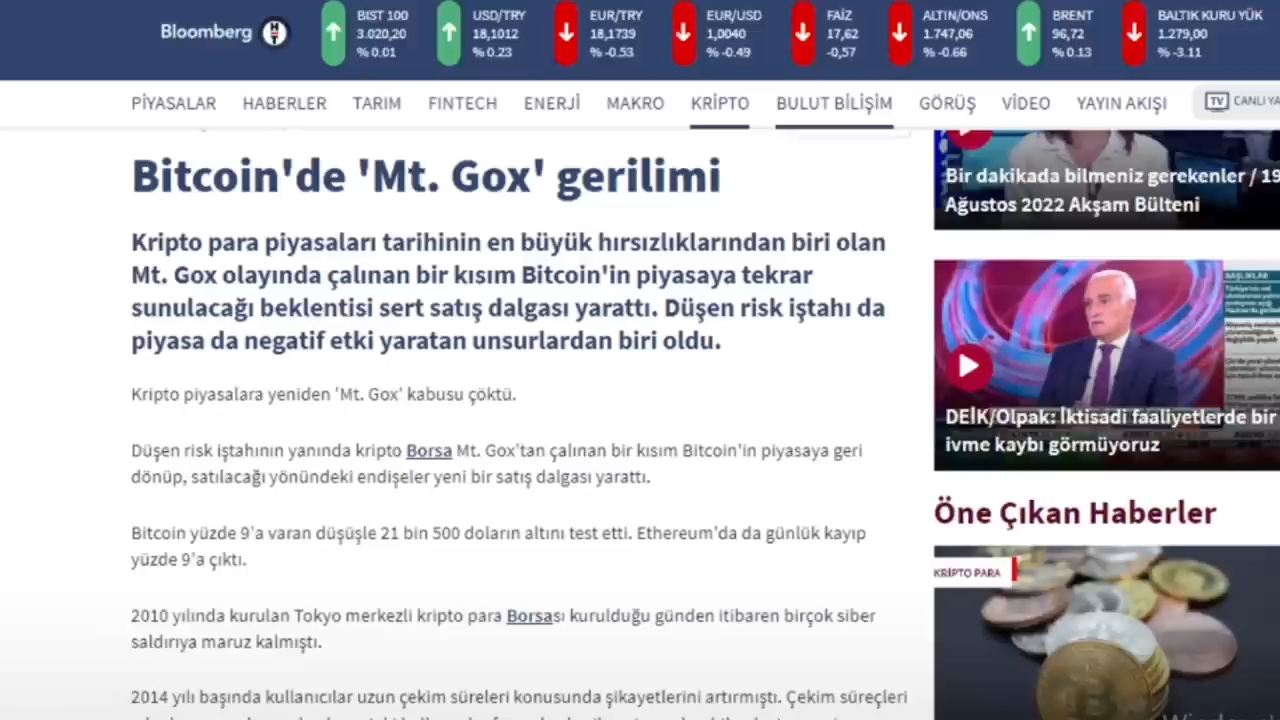 Bloomberg HT
BIST 100
3.020,20
% 0.01
USD/TRY
18,1012
% 0.23
EUR/TRY
18,1739
% -0.53
EUR/USD
1,0040
% -0.49
FAİZ
17,62
-0,57
ALTIN/ONS
1.747,06
% -0.66
BRENT
96,72
% 0.13
BALTIK KURU YÜK
1.279,00
% -3.11
PİYASALAR HABERLER TARIM FINTECH ENERJİ MAKRO KRİPTO BULUT BİLİŞİM GÖRÜŞ VİDEO YAYIN AKIŞI TV CANLI YA
Bitcoin'de 'Mt. Gox' gerilimi
Kripto para piyasaları tarihinin en büyük hırsızlıklarından biri olan
Mt. Gox olayında çalınan bir kısım Bitcoin'in piyasaya tekrar
sunulacağı beklentisi sert satış dalgası yarattı. Düşen risk iştahı da
piyasa da negatif etki yaratan unsurlardan biri oldu.
Kripto piyasalara yeniden 'Mt. Gox' kabusu çöktü.
Düşen risk iştahının yanında kripto Borsa Mt. Gox'tan çalınan bir kısım Bitcoin'in piyasaya geri
dönüp, satılacağı yönündeki endişeler yeni bir satış dalgası yarattı.
Bitcoin yüzde 9'a varan düşüşle 21 bin 500 doların altını test etti. Ethereum'da da günlük kayıp
yüzde 9'a çıktı.
2010 yılında kurulan Tokyo merkezli kripto para Borsası kurulduğu günden itibaren birçok siber
saldırıya maruz kalmıştı.
2014 yılı başında kullanıcılar uzun çekim süreleri konusunda şikayetlerini artırmıştı. Çekim süreçleri
Bir dakikada bilmeniz gerekenler / 19
Ağustos 2022 Akşam Bülteni
BAŞLIKLAR
DEİK/Olpak: İktisadi faaliyetlerde bir
ivme kaybı görmüyoruz
Öne Çıkan Haberler
KRİPTO PARA